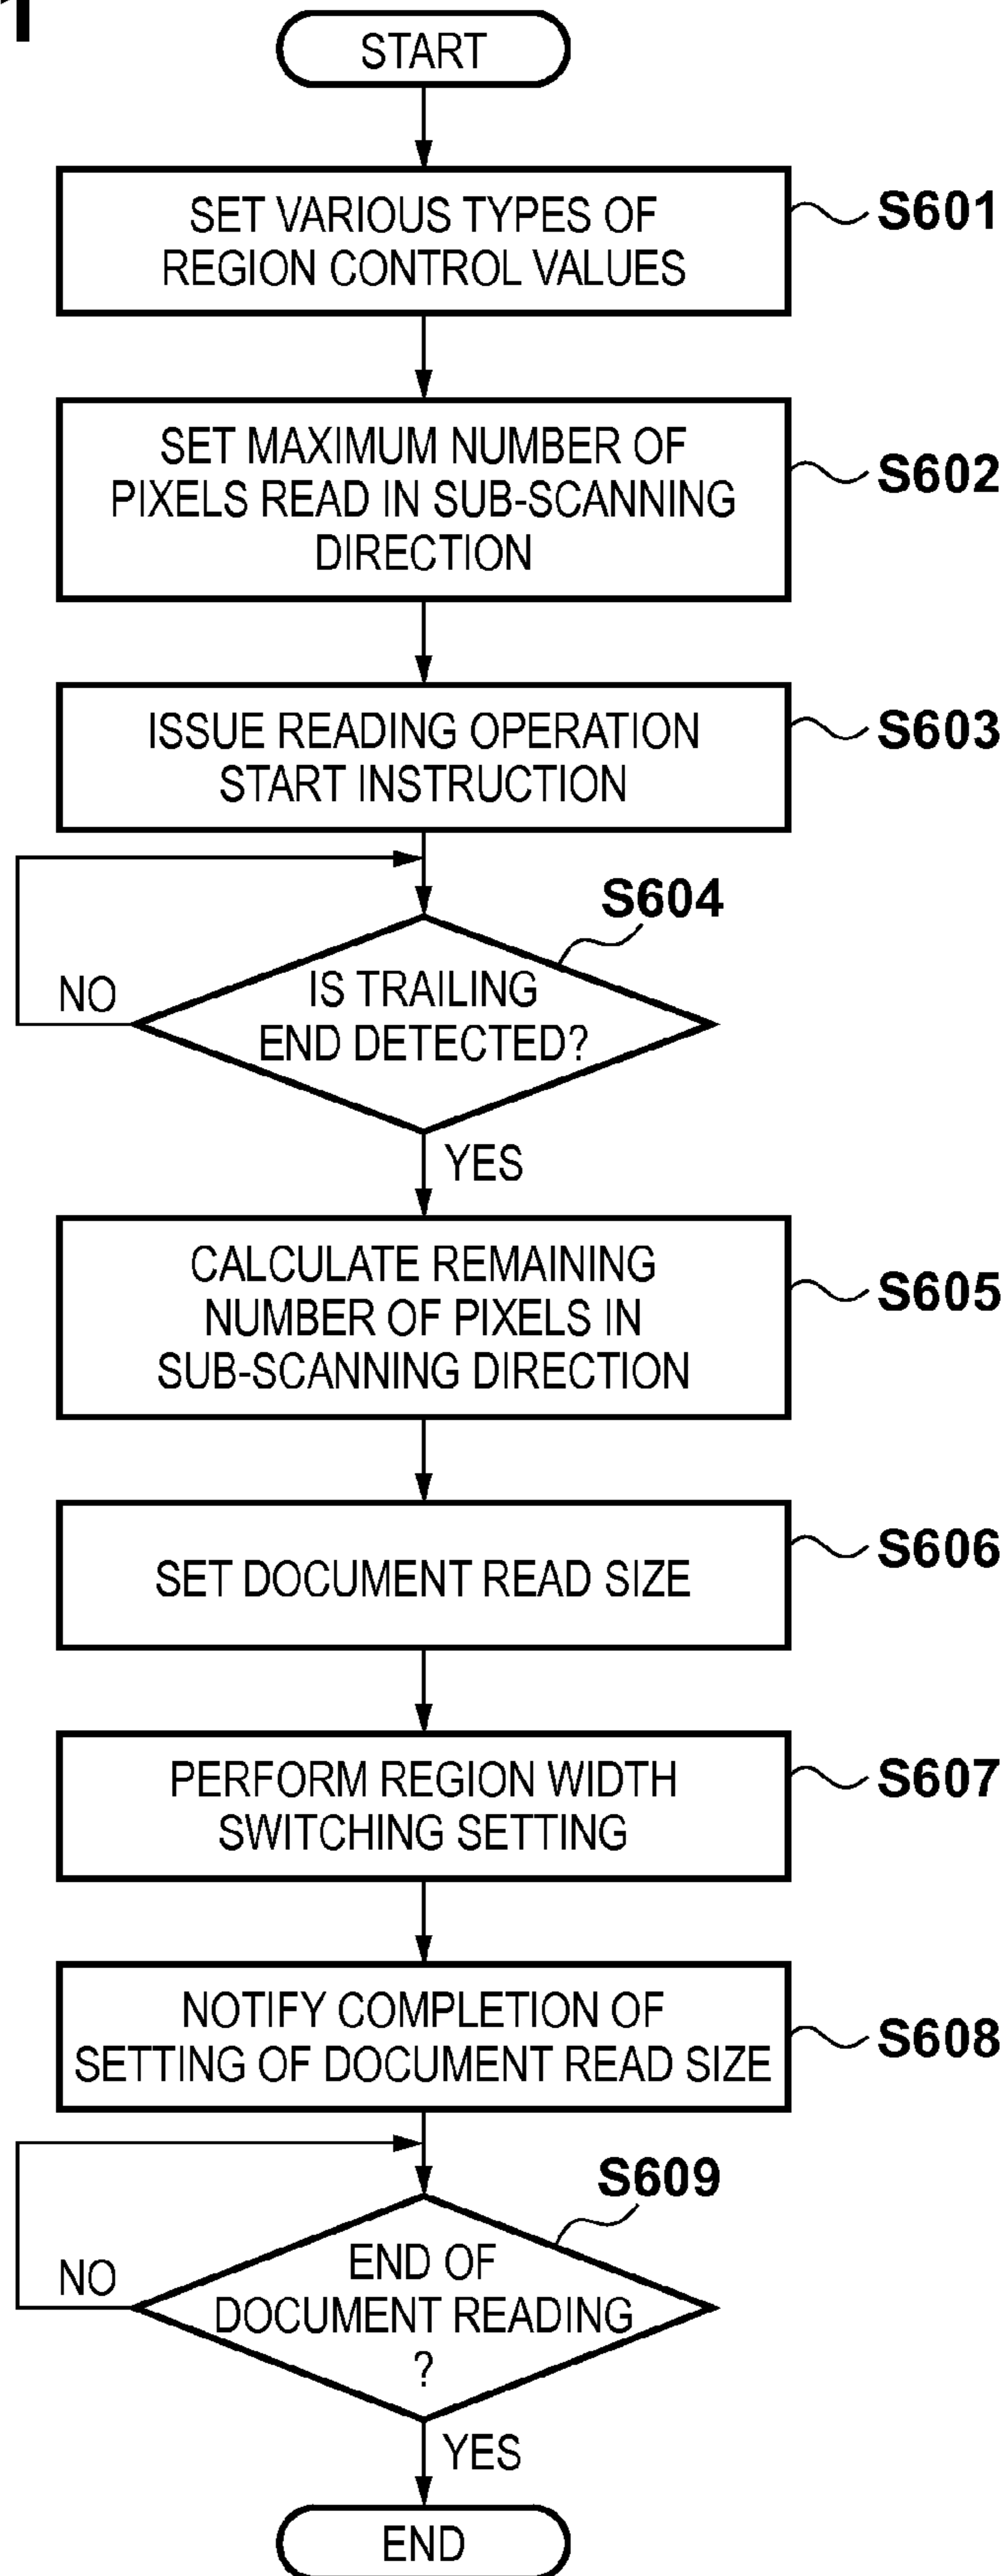 1
START
SET VARIOUS TYPES OF
REGION CONTROL VALUES
S601
SET MAXIMUM NUMBER OF
PIXELS READ IN SUB-SCANNING
DIRECTION
S602
ISSUE READING OPERATION
START INSTRUCTION
S603
S604
IS TRAILING
END DETECTED?
NO
YES
CALCULATE REMAINING
NUMBER OF PIXELS IN
SUB-SCANNING DIRECTION
S605
SET DOCUMENT READ SIZE
S606
PERFORM REGION WIDTH
SWITCHING SETTING
S607
NOTIFY COMPLETION OF
SETTING OF DOCUMENT READ SIZE
S608
S609
END OF
DOCUMENT READING
?
NO
YES
END